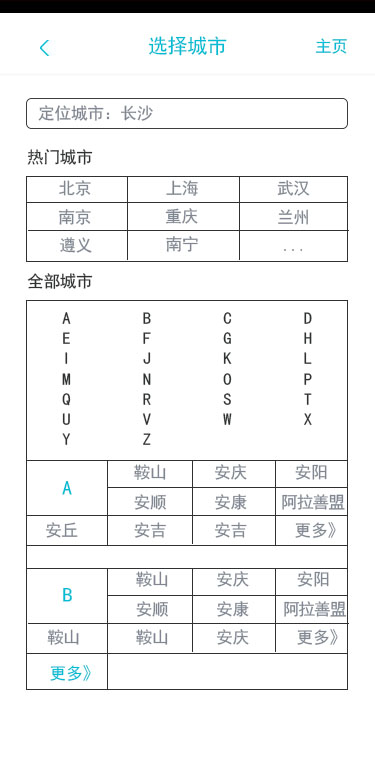 选择城市 主页
定位城市：长沙
热门城市
北京 上海 武汉
南京 重庆 兰州
遵义 南宁 ...
全部城市
A B C D
E F G H
I J K L
M N O P
Q R S T
U V W X
Y Z
鞍山 安庆 安阳
A
安顺 安康 阿拉善盟
安丘 安吉 安吉 更多》
鞍山 安庆 安阳
B
安顺 安康 阿拉善盟
鞍山 鞍山 安庆 更多》
更多》